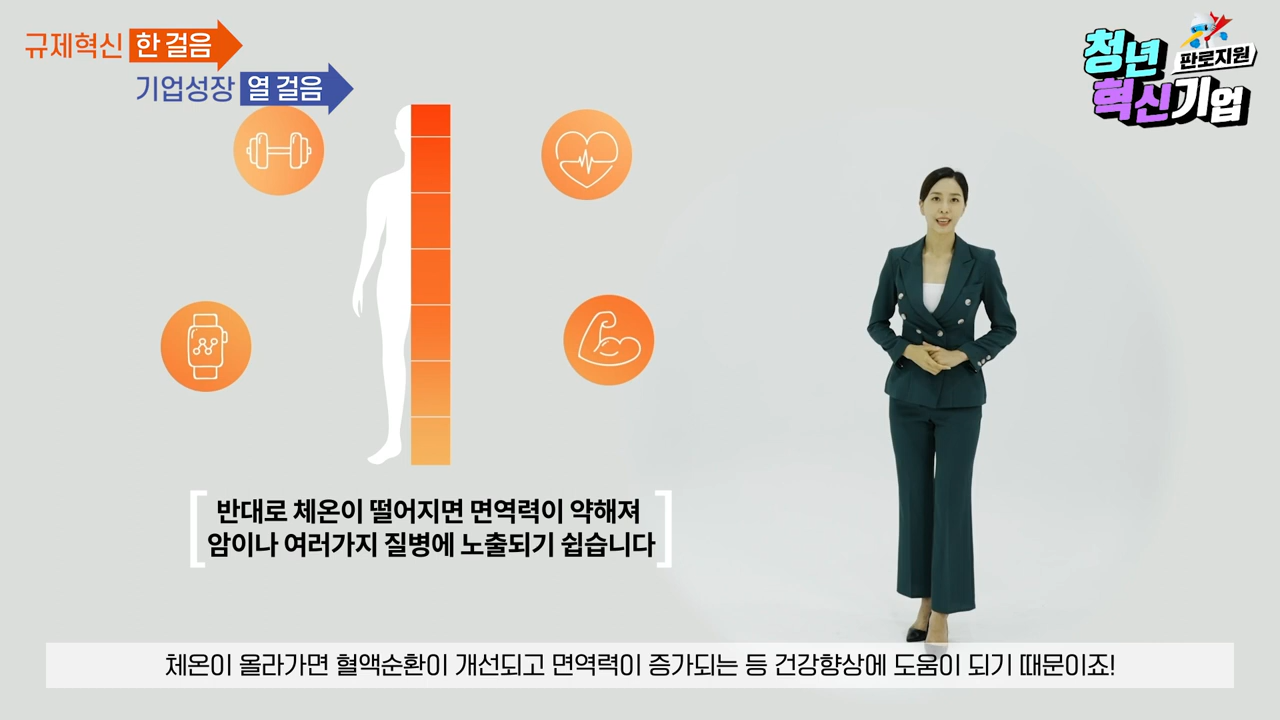 규제혁신 한 걸음
기업성장 열 걸음
청년 판로지원
혁신기업
반대로 체온이 떨어지면 면역력이 약해져
암이나 여러가지 질병에 노출되기 쉽습니다
체온이 올라가면 혈액순환이 개선되고 면역력이 증가되는 등 건강향상에 도움이 되기 때문이죠!